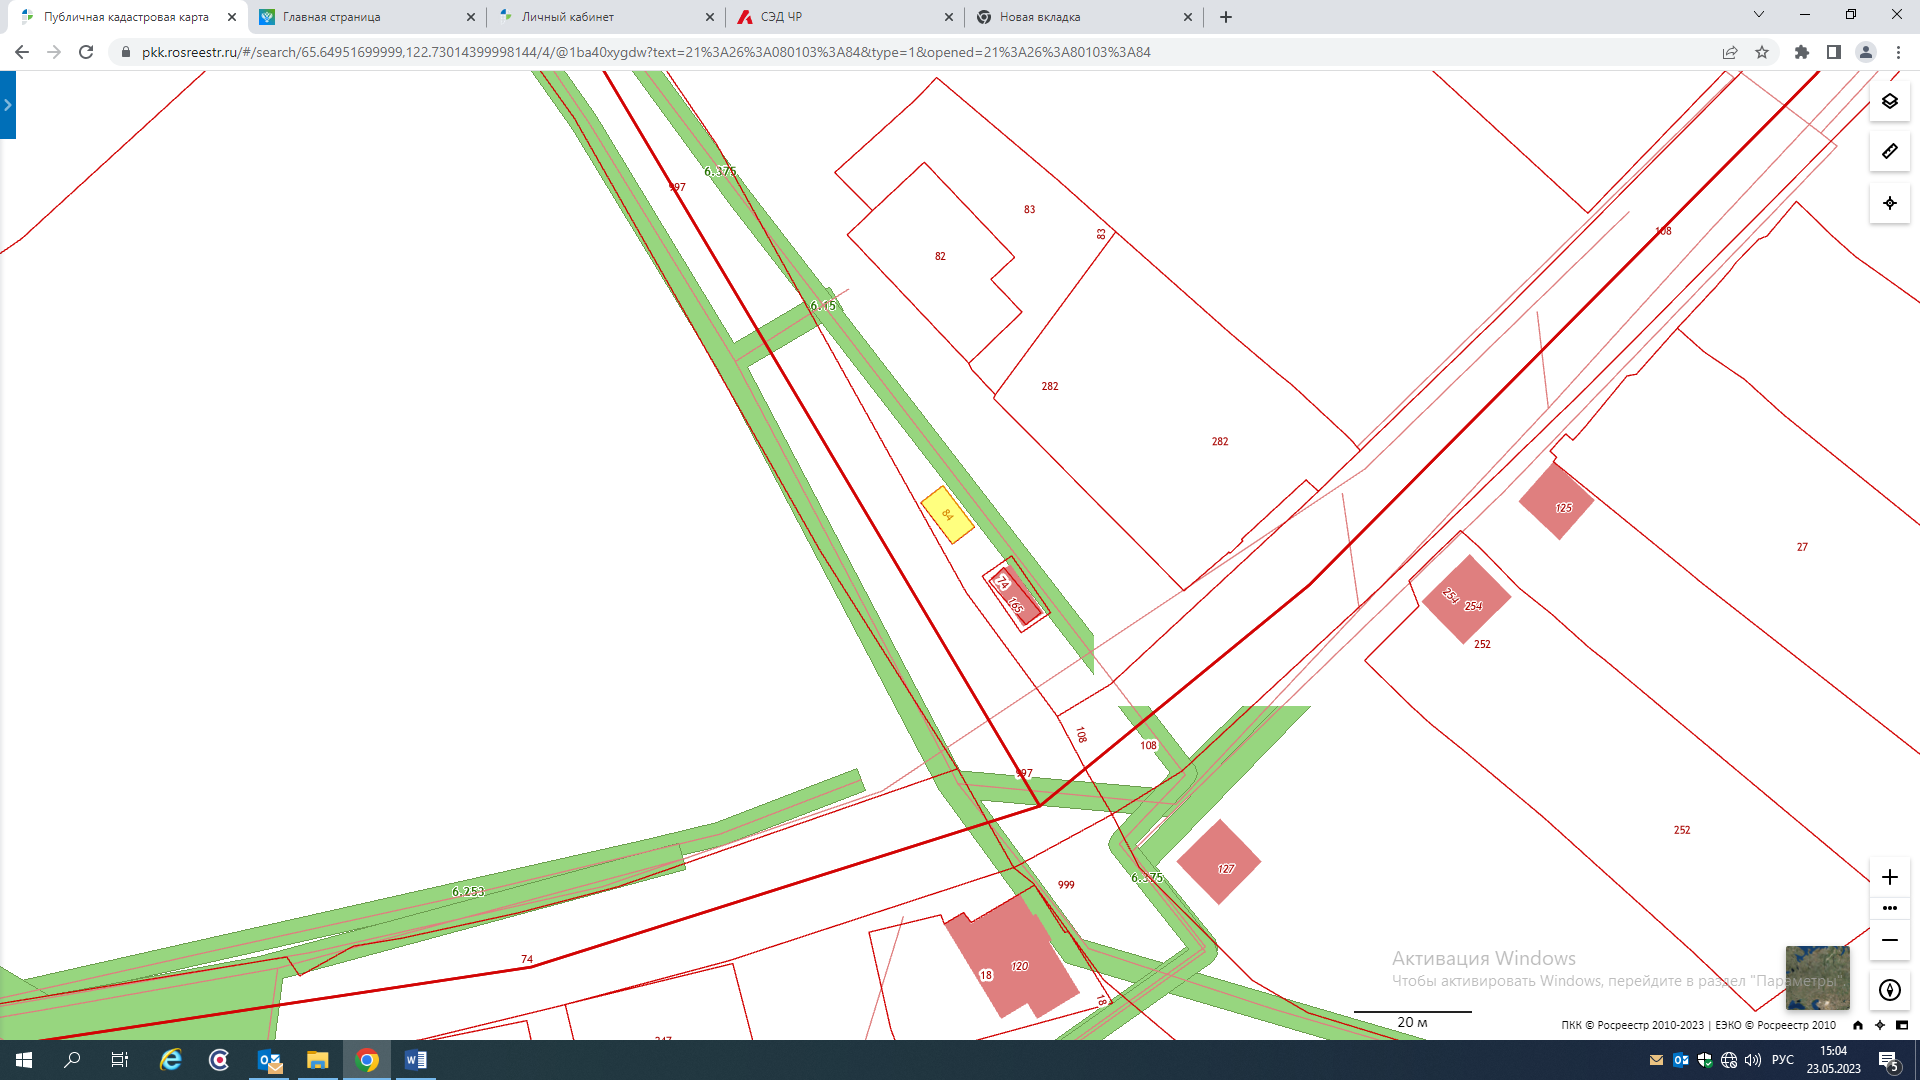 Публичная кадастровая карта
Главная страница
Личный кабинет
СЭД ЧР
Новая вкладка
pkk.rosreestr.ru/#/search/65.64951699999,122.73014399998144/4/@1ba40xygdw?text=21%3A26%3A080103%3A84&type=1&opened=21%3A26%3A80103%3A84
6.375
997
83
83
108
82
6.15
282
282
84
125
27
74
165
254
254
252
108
108
997
252
127
6.375
999
6.253
74
18
120
18
Активация Windows
Чтобы активировать Windows, перейдите в раздел "Параметры".
20 м
ПКК © Росреестр 2010-2023 | ЕЭКО © Росреестр 2010
РУС
15:04
23.05.2023
5